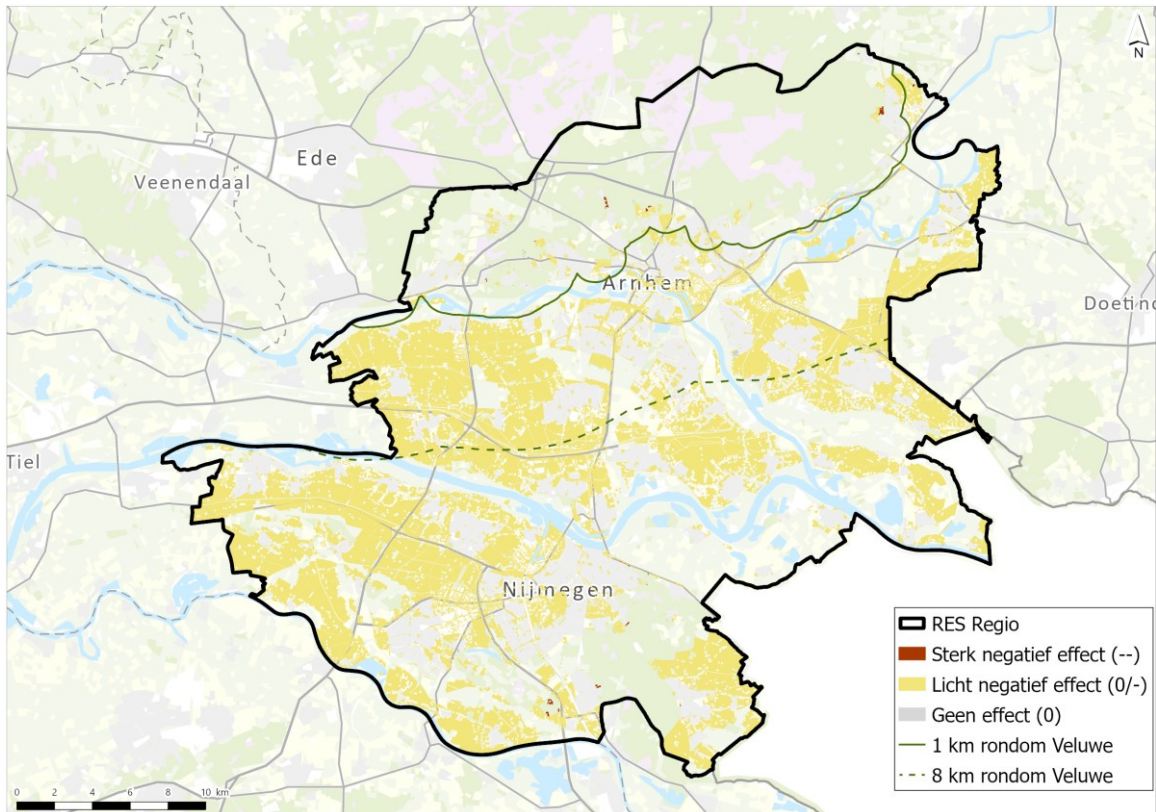 N
Ede
Veenendaal
Arnhem
Doetinc
Tiel
Nijmegen
RES Regio
Sterk negatief effect (--)
Licht negatief effect (0/-)
Geen effect (0)
1 km rondom Veluwe
8 km rondom Veluwe
0 2 4 6 8 10 km